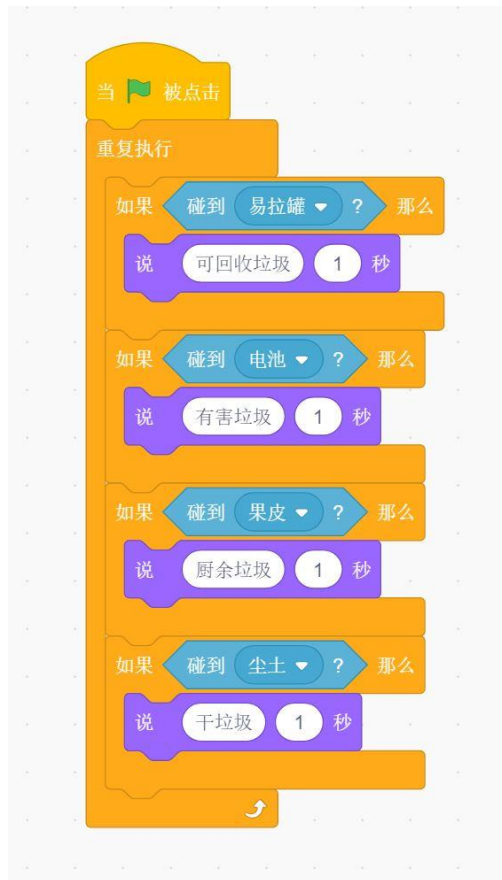 当 被点击
重复执行
如果 碰到 易拉罐 ? 那么
说 可回收垃圾 1 秒
如果 碰到 电池 ? 那么
说 有害垃圾 1 秒
如果 碰到 果皮 ? 那么
说 厨余垃圾 1 秒
如果 碰到 尘土 ? 那么
说 干垃圾 1 秒